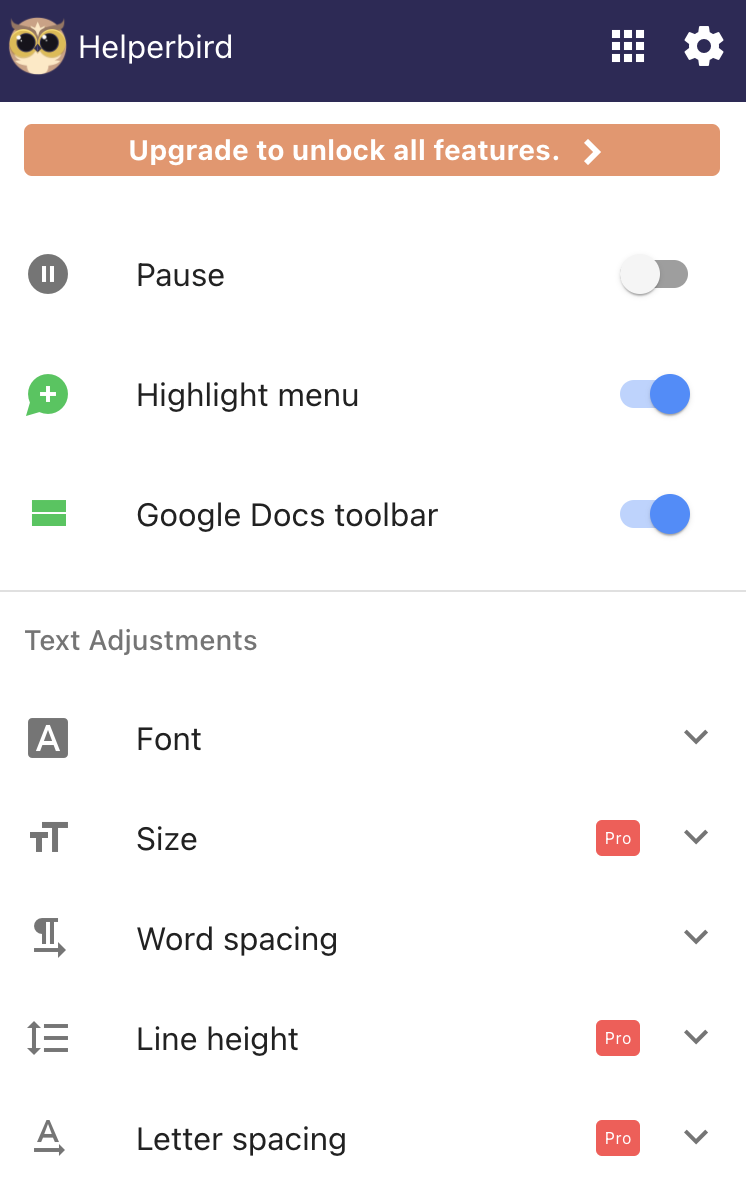 Helperbird
Upgrade to unlock all features.
Pause
Highlight menu
Google Docs toolbar
Text Adjustments
Font
Size Pro
Word spacing
Line height Pro
Letter spacing Pro